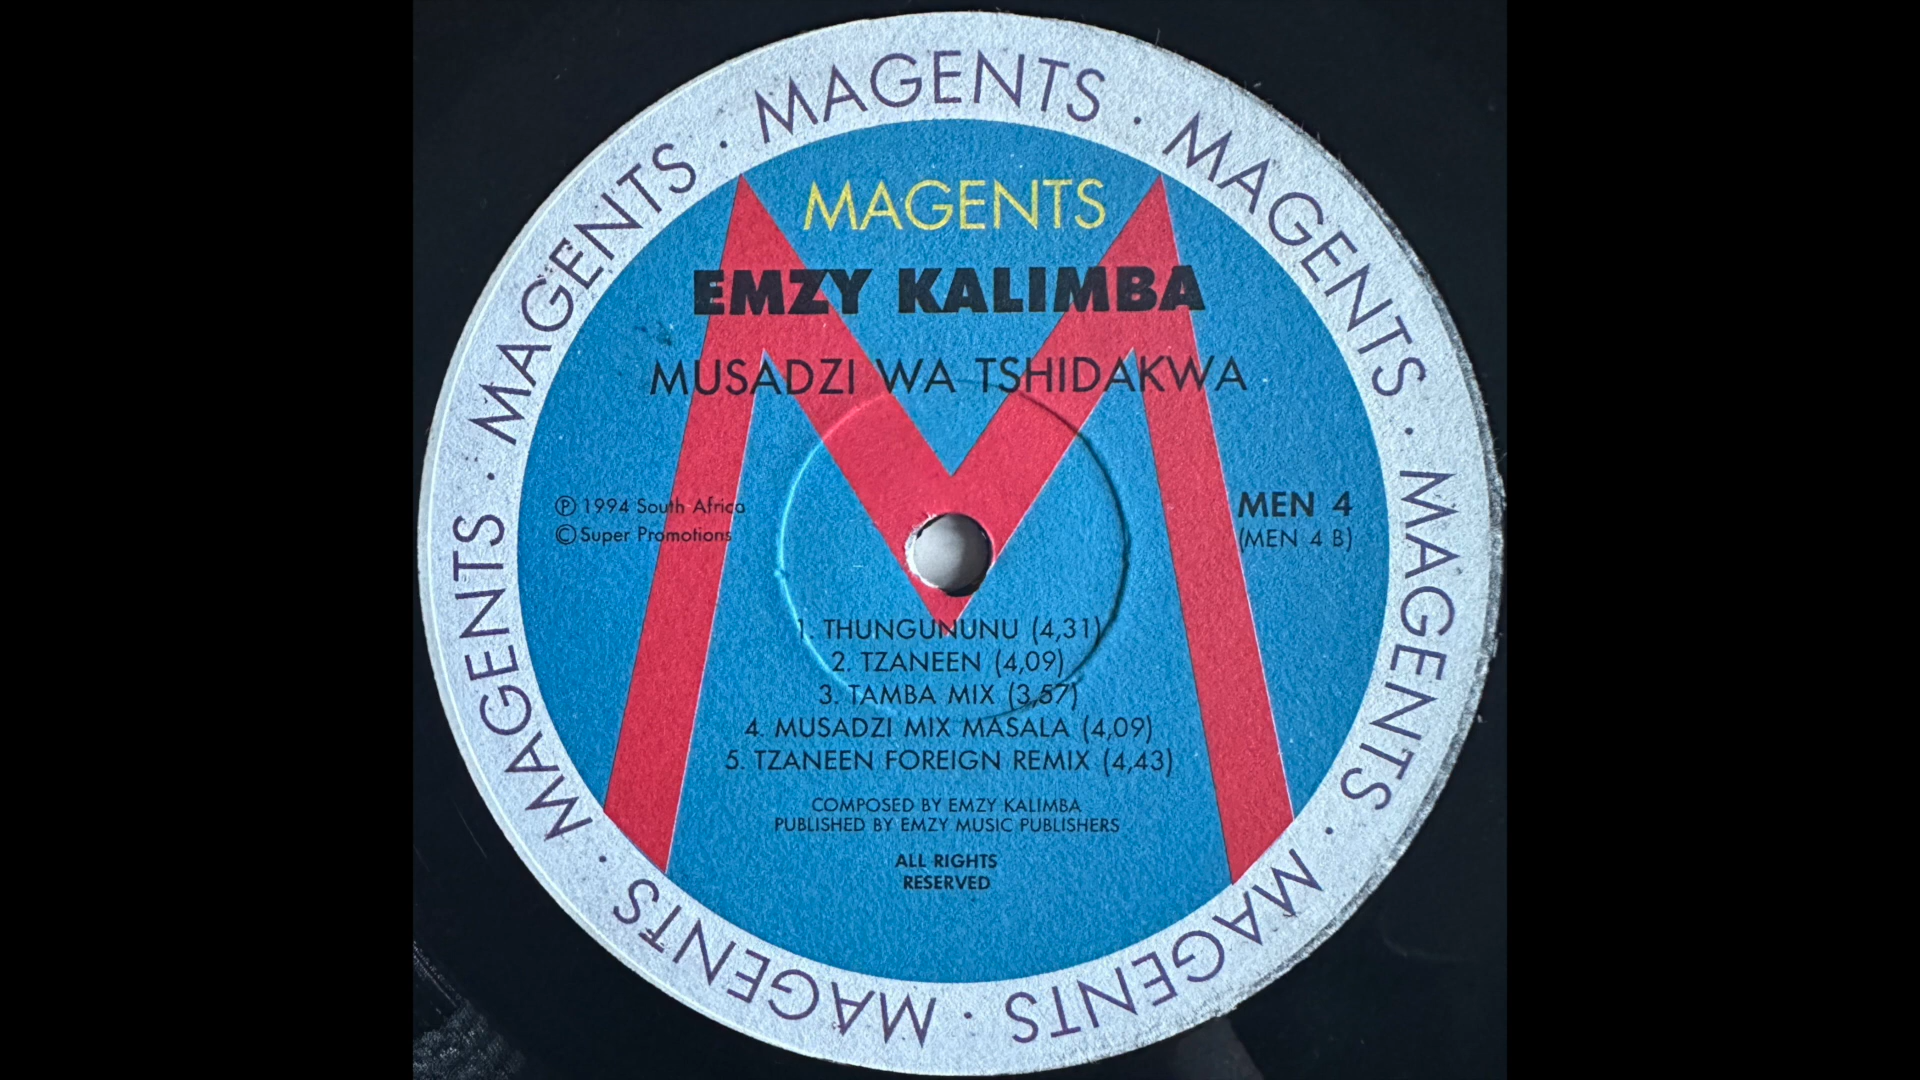 MAGENTS · MAGENTS · MAGENTS · MAGENTS · MAGENTS · MAGENTS · MAGENTS · MAGENTS · MAGENTS ·
MAGENTS
EMZY KALIMBA
MUSADZI WA TSHIDAKWA
℗ 1994 South Africa
© Super Promotions
MEN 4
(MEN 4 B)
1. THUNGUNUNU (4,31)
2. TZANEEN (4,09)
3. TAMBA MIX (3,57)
4. MUSADZI MIX MASALA (4,09)
5. TZANEEN FOREIGN REMIX (4,43)
COMPOSED BY EMZY KALIMBA
PUBLISHED BY EMZY MUSIC PUBLISHERS
ALL RIGHTS
RESERVED